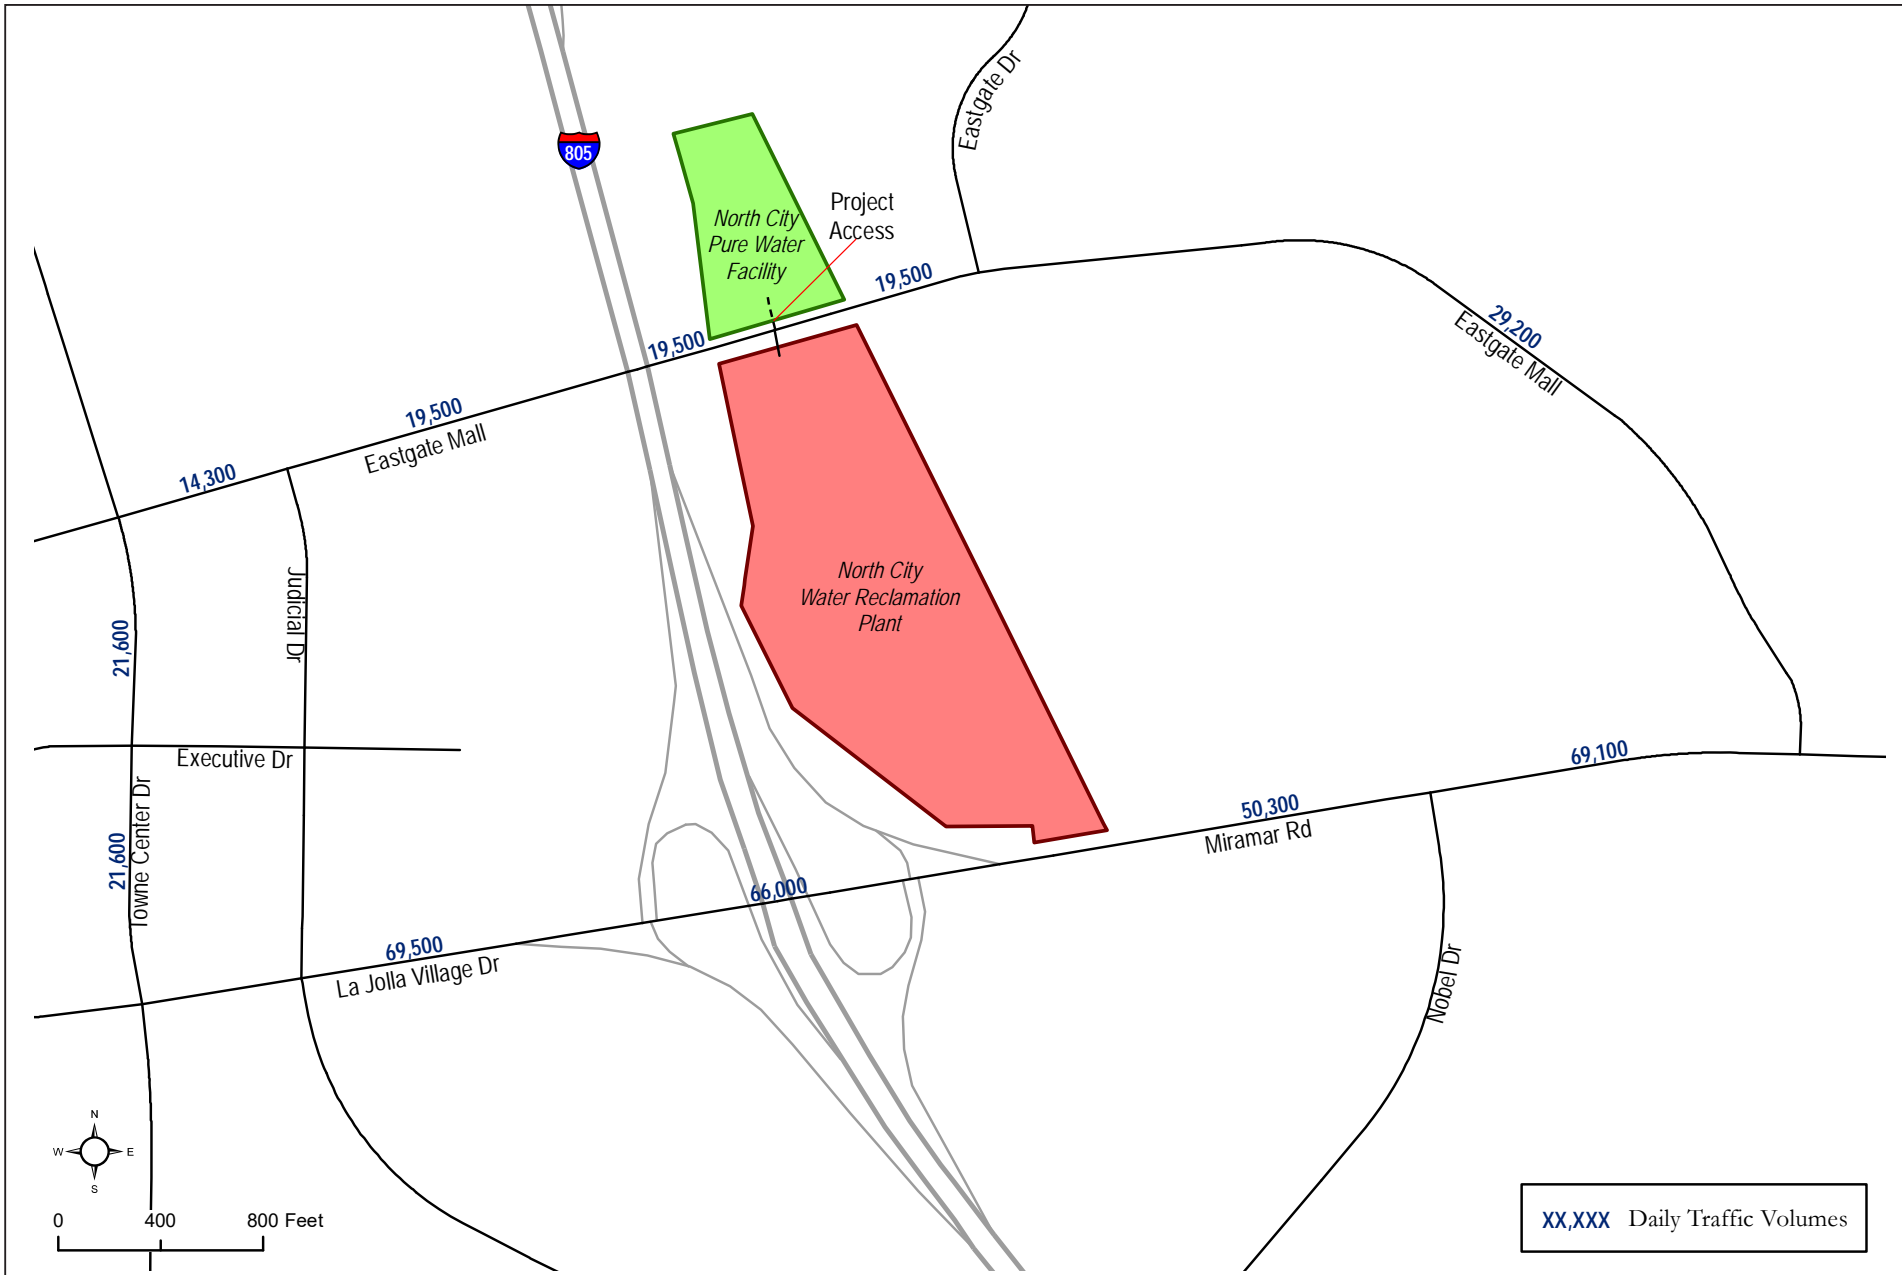 Eastgate Dr
805
Project
Access
North City
Pure Water
Facility
19,500
19,500
29,200
Eastgate Mall
19,500
Eastgate Mall
14,300
North City
Water Reclamation
Plant
Judicial Dr
21,600
Executive Dr
69,100
50,300
Miramar Rd
Towne Center Dr
21,600
66,000
69,500
La Jolla Village Dr
Nobel Dr
N
W
E
S
0 400 800 Feet
XX,XXX Daily Traffic Volumes